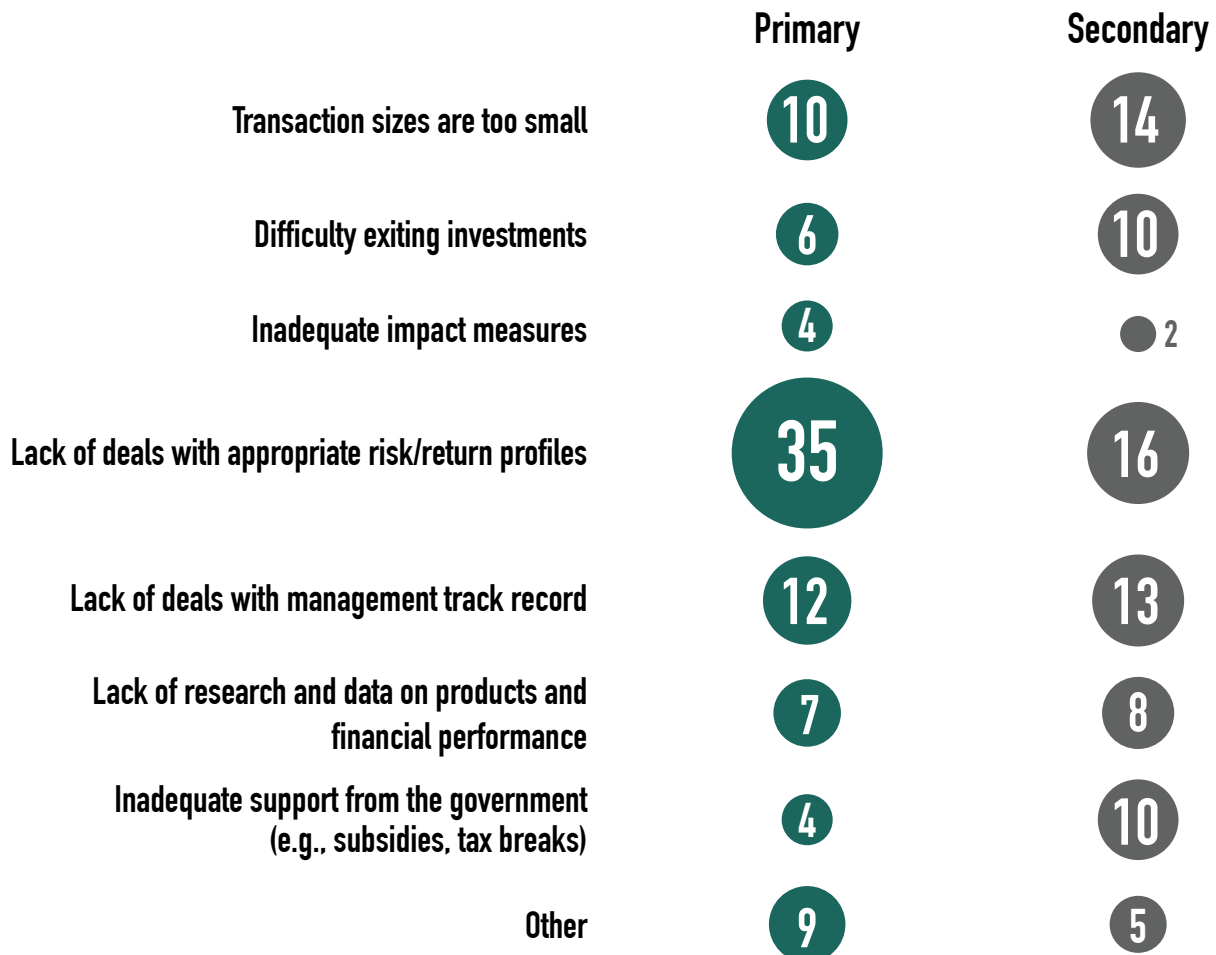 Primary Secondary
Transaction sizes are too small 10 14
Difficulty exiting investments 6 10
Inadequate impact measures 4 2
Lack of deals with appropriate risk/return profiles 35 16
Lack of deals with management track record 12 13
Lack of research and data on products and
financial performance 7 8
Inadequate support from the government
(e.g., subsidies, tax breaks) 4 10
Other 9 5